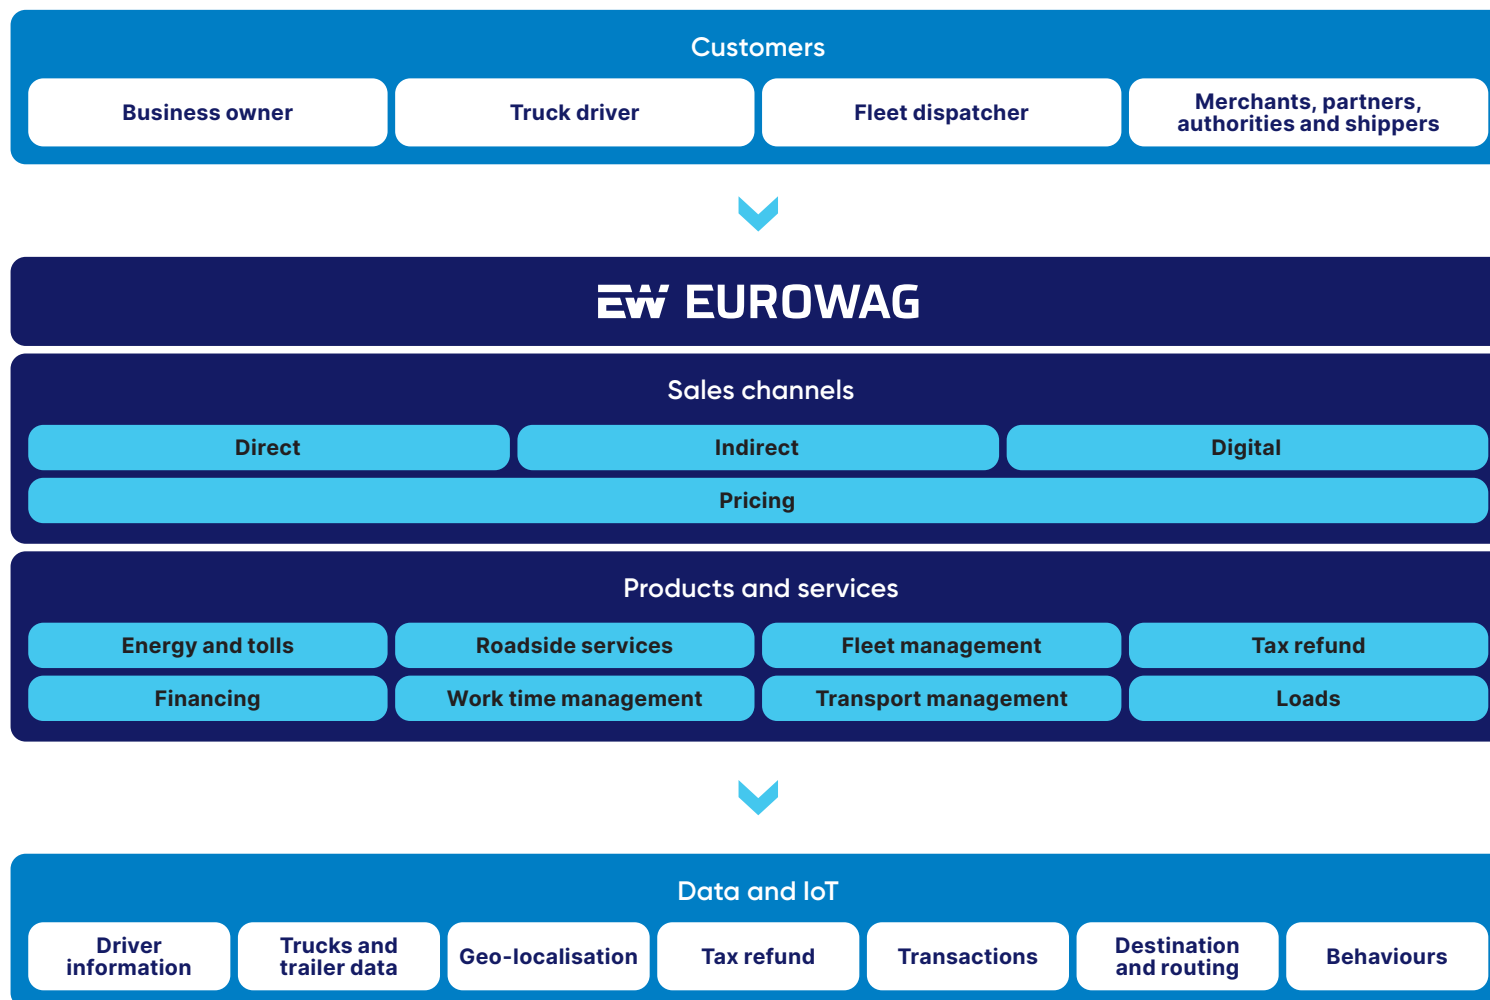 Customers
Business owner
Truck driver
Fleet dispatcher
Merchants, partners,
authorities and shippers
EW EUROWAG
Sales channels
Direct
Indirect
Digital
Pricing
Products and services
Energy and tolls
Roadside services
Fleet management
Tax refund
Financing
Work time management
Transport management
Loads
Data and IoT
Driver
information
Trucks and
trailer data
Geo-localisation
Tax refund
Transactions
Destination
and routing
Behaviours